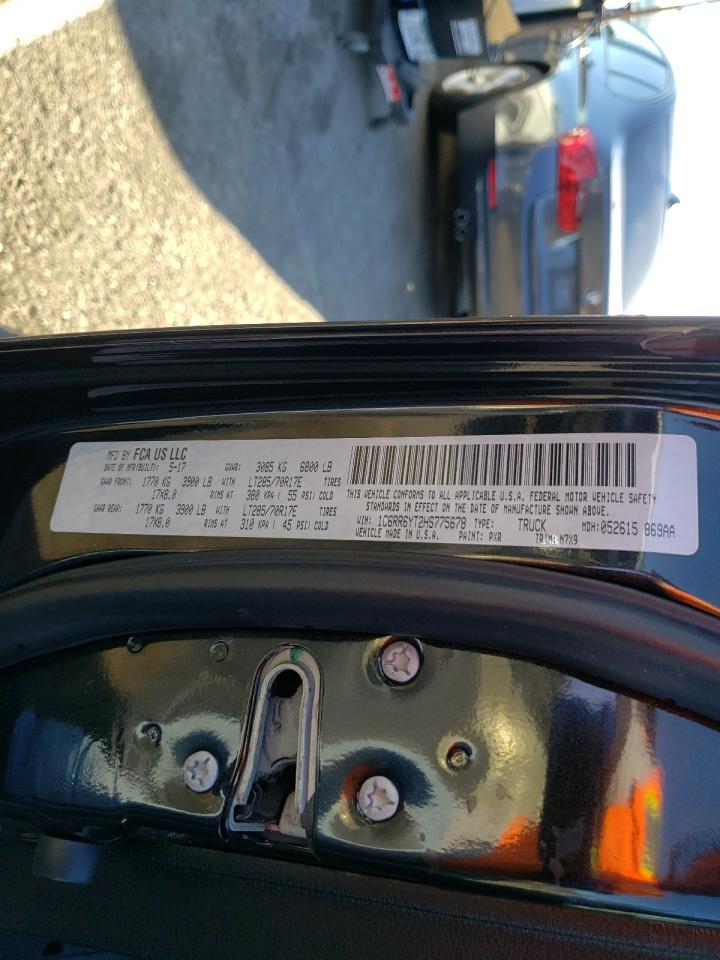 MFD BY FCA US LLC
DATE OF MFR(BUILT): 5-17 GVWR: 3085 KG 6800 LB
GAWR FRONT: 1770 KG 3900 LB WITH LT285/70R17E TIRES
17X8.0 RIMS AT 380 KPA ( 55 PSI) COLD
GAWR REAR: 1770 KG 3900 LB WITH LT285/70R17E TIRES
17X8.0 RIMS AT 310 KPA ( 45 PSI) COLD
THIS VEHICLE CONFORMS TO ALL APPLICABLE U.S.A. FEDERAL MOTOR VEHICLE SAFETY
STANDARDS IN EFFECT ON THE DATE OF MANUFACTURE SHOWN ABOVE.
VIN: 1C6RR6YT2HS775678 TYPE: TRUCK MDH: 052615 869AA
VEHICLE MADE IN U.S.A. PAINT: PXR TRIM: N7X9